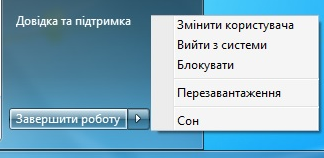 Довідка та підтримка
Завершити роботу
Змінити користувача
Вийти з системи
Блокувати
Перезавантаження
Сон